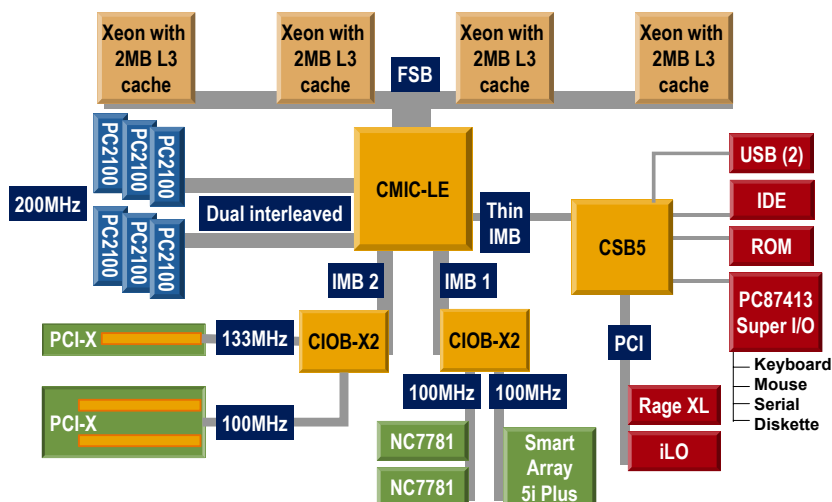 Xeon with
2MB L3
cache
Xeon with
2MB L3
cache
Xeon with
2MB L3
cache
Xeon with
2MB L3
cache
FSB
PC2100
PC2100
PC2100
200MHz
PC2100
PC2100
PC2100
Dual interleaved
CMIC-LE
Thin
IMB
CSB5
USB (2)
IDE
ROM
PC87413
Super I/O
Keyboard
Mouse
Serial
Diskette
IMB 2
IMB 1
PCI-X
133MHz
CIOB-X2
CIOB-X2
PCI
PCI-X
100MHz
100MHz
100MHz
Rage XL
iLO
NC7781
NC7781
Smart
Array
5i Plus